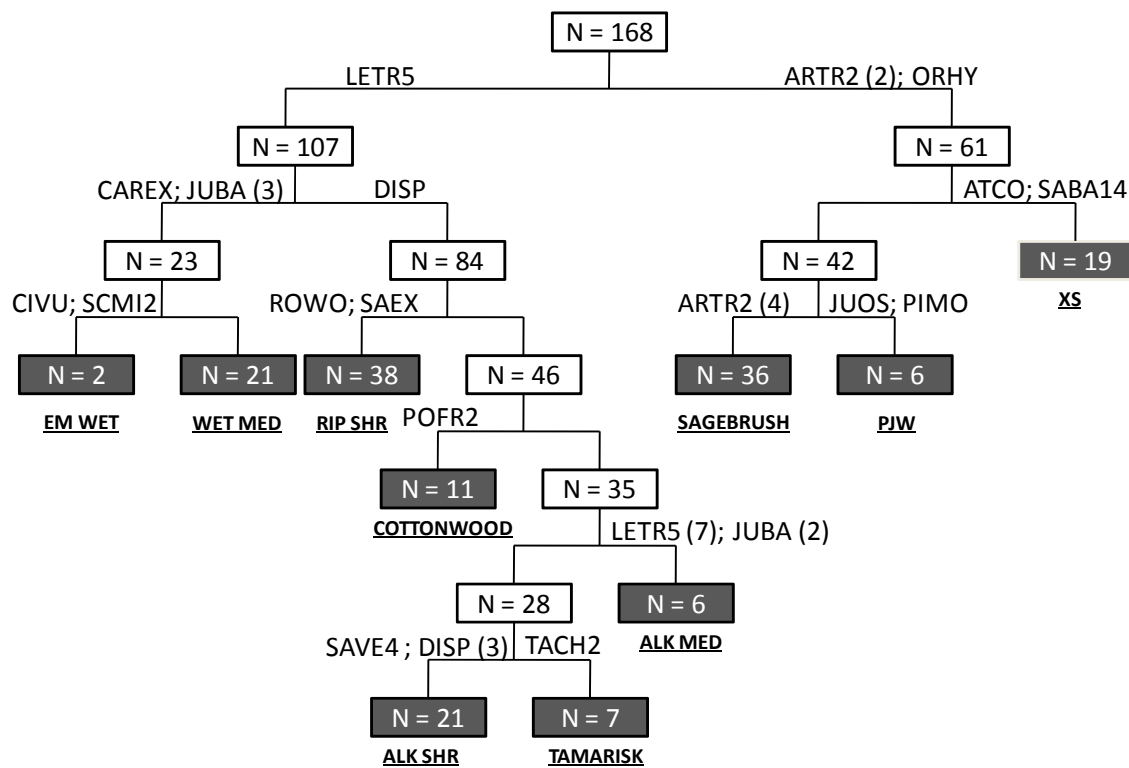 N = 168
LETR5
ARTR2 (2); ORHY
N = 107
N = 61
CAREX; JUBA (3)
DISP
ATCO; SABA14
N = 23
N = 84
N = 42
N = 19
XS
CIVU; SCMI2
ROWO; SAEX
ARTR2 (4)
JUOS; PIMO
N = 2
N = 21
N = 38
N = 46
N = 36
N = 6
EM WET
WET MED
RIP SHR
SAGEBRUSH
PJW
POFR2
N = 11
N = 35
COTTONWOOD
LETR5 (7); JUBA (2)
N = 28
N = 6
ALK MED
SAVE4 ; DISP (3)
TACH2
N = 21
N = 7
ALK SHR
TAMARISK